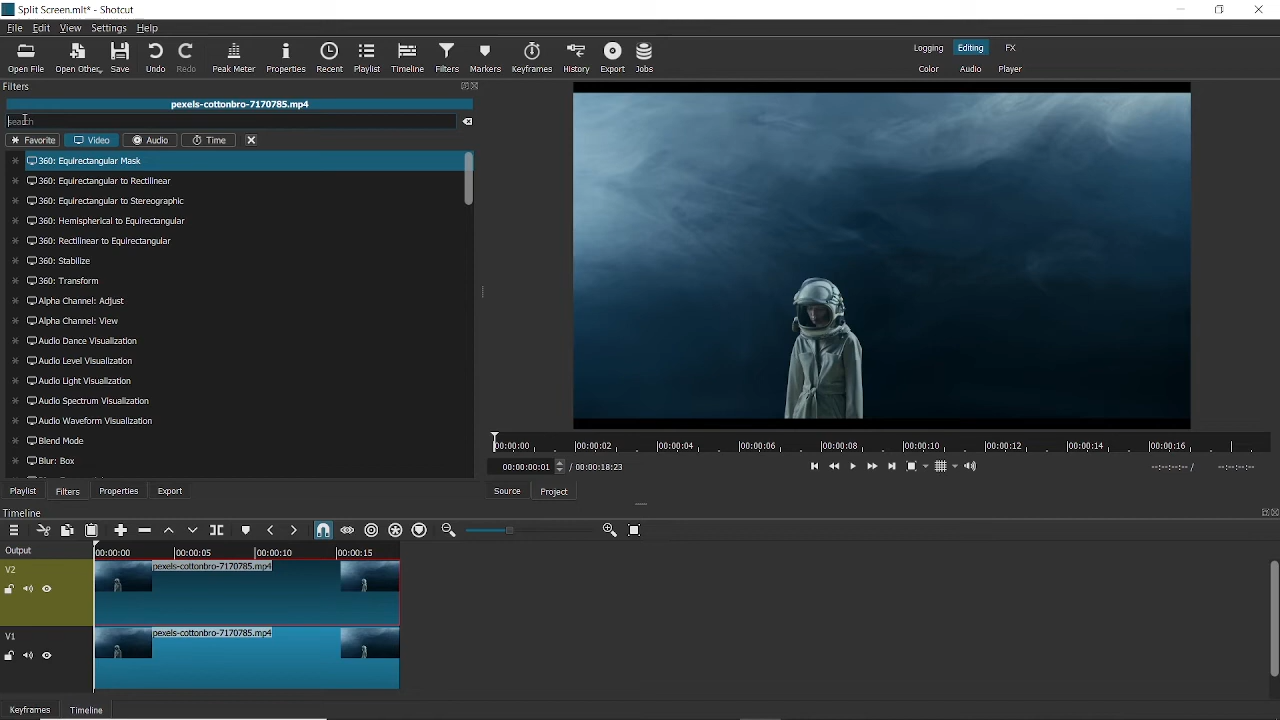 Split Screen.mlt* - Shotcut
File Edit View Settings Help
Open File Open Other... Save Undo Redo Peak Meter Properties Recent Playlist Timeline Filters Markers Keyframes History Export Jobs
Logging Editing FX
Color Audio Player
Filters
pexels-cottonbro-7170785.mp4
search
Favorite Video Audio Time
360: Equirectangular Mask
360: Equirectangular to Rectilinear
360: Equirectangular to Stereographic
360: Hemispherical to Equirectangular
360: Rectilinear to Equirectangular
360: Stabilize
360: Transform
Alpha Channel: Adjust
Alpha Channel: View
Audio Dance Visualization
Audio Level Visualization
Audio Light Visualization
Audio Spectrum Visualization
Audio Waveform Visualization
Blend Mode
Blur: Box
00:00:00 00:00:02 00:00:04 00:00:06 00:00:08 00:00:10 00:00:12 00:00:14 00:00:16
00:00:00:01 / 00:00:18:23 --:--:--:-- / --:--:--:--
Playlist Filters Properties Export
Source Project
Timeline
Output
00:00:00 00:00:05 00:00:10 00:00:15
V2
pexels-cottonbro-7170785.mp4
V1
pexels-cottonbro-7170785.mp4
Keyframes Timeline